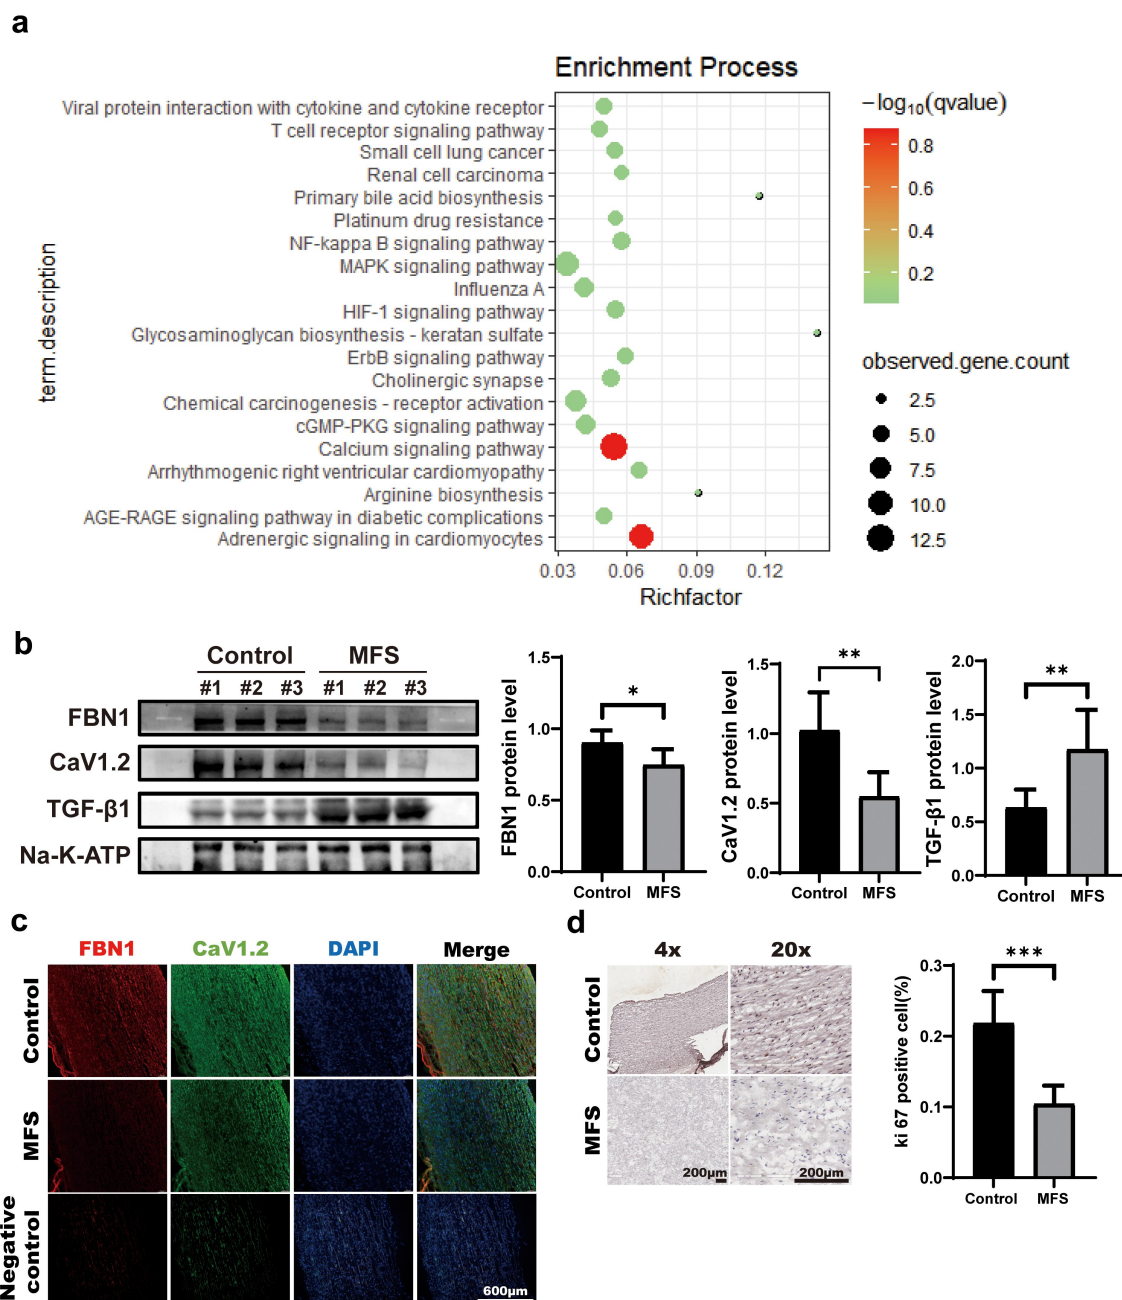 a
Enrichment Process
Viral protein interaction with cytokine and cytokine receptor
T cell receptor signaling pathway
Small cell lung cancer
Renal cell carcinoma
Primary bile acid biosynthesis
Platinum drug resistance
NF-kappa B signaling pathway
MAPK signaling pathway
Influenza A
HIF-1 signaling pathway
Glycosaminoglycan biosynthesis - keratan sulfate
ErbB signaling pathway
Cholinergic synapse
Chemical carcinogenesis - receptor activation
cGMP-PKG signaling pathway
Calcium signaling pathway
Arrhythmogenic right ventricular cardiomyopathy
Arginine biosynthesis
AGE-RAGE signaling pathway in diabetic complications
Adrenergic signaling in cardiomyocytes
term.description
0.03 0.06 0.09 0.12
Richfactor
−log10(qvalue)
0.8
0.6
0.4
0.2
observed.gene.count
2.5
5.0
7.5
10.0
12.5
b
Control MFS
#1 #2 #3 #1 #2 #3
FBN1
CaV1.2
TGF-β1
Na-K-ATP
FBN1 protein level
1.5
1.0
0.5
0.0
*
Control MFS
CaV1.2 protein level
1.5
1.0
0.5
0.0
**
Control MFS
TGF-β1 protein level
2.0
1.5
1.0
0.5
0.0
**
Control MFS
c
FBN1 CaV1.2 DAPI Merge
Control
MFS
Negative
control
600μm
d
4x 20x
Control
MFS
200μm 200μm
ki 67 positive cell(%)
0.3
0.2
0.1
0.0
***
Control MFS